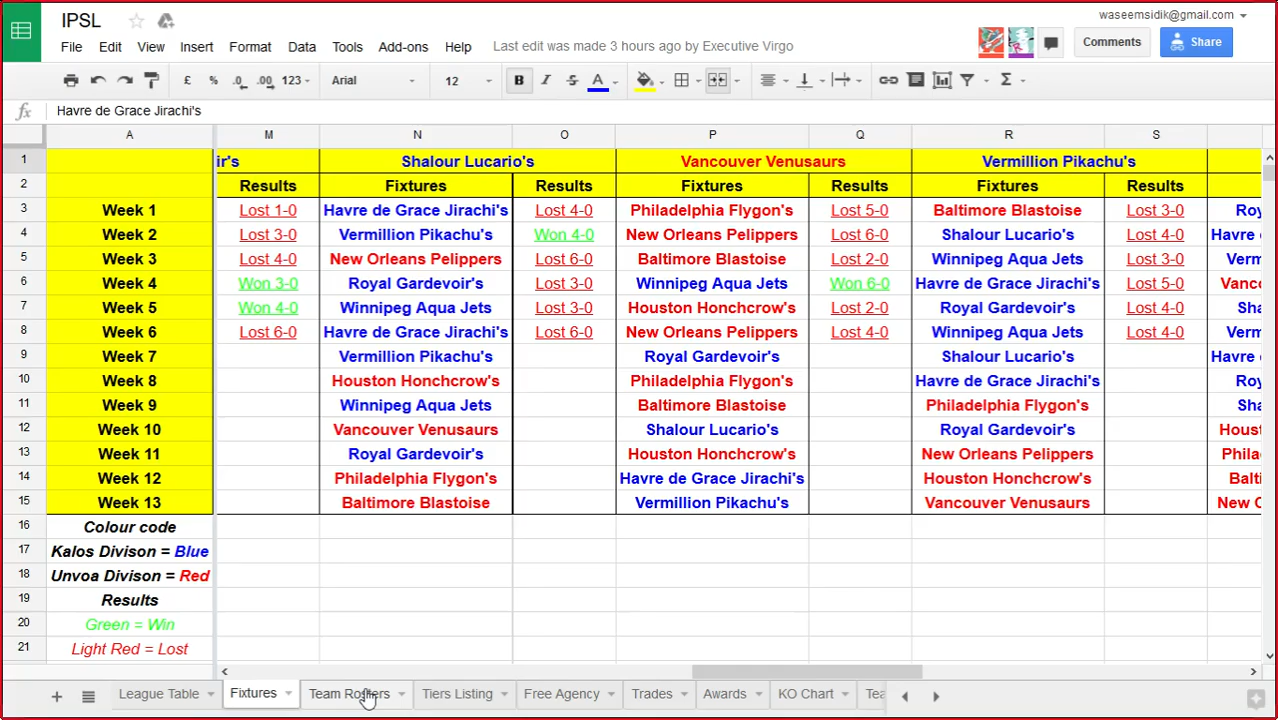 IPSL
waseemsidik@gmail.com
File Edit View Insert Format Data Tools Add-ons Help Last edit was made 3 hours ago by Executive Virgo
Comments Share
£ % .0 .00 123 Arial 12 B I S A Σ
fx Havre de Grace Jirachi's
A M N O P Q R S
1 ir's Shalour Lucario's Vancouver Venusaurs Vermillion Pikachu's
2 Results Fixtures Results Fixtures Results Fixtures Results
3 Week 1 Lost 1-0 Havre de Grace Jirachi's Lost 4-0 Philadelphia Flygon's Lost 5-0 Baltimore Blastoise Lost 3-0 Roy
4 Week 2 Lost 3-0 Vermillion Pikachu's Won 4-0 New Orleans Pelippers Lost 6-0 Shalour Lucario's Lost 4-0 Havre
5 Week 3 Lost 4-0 New Orleans Pelippers Lost 6-0 Baltimore Blastoise Lost 2-0 Winnipeg Aqua Jets Lost 3-0 Verm
6 Week 4 Won 3-0 Royal Gardevoir's Lost 3-0 Winnipeg Aqua Jets Won 6-0 Havre de Grace Jirachi's Lost 5-0 Vanc
7 Week 5 Won 4-0 Winnipeg Aqua Jets Lost 3-0 Houston Honchcrow's Lost 2-0 Royal Gardevoir's Lost 4-0 Sha
8 Week 6 Lost 6-0 Havre de Grace Jirachi's Lost 6-0 New Orleans Pelippers Lost 4-0 Winnipeg Aqua Jets Lost 4-0 Verm
9 Week 7 Vermillion Pikachu's Royal Gardevoir's Shalour Lucario's Havre
10 Week 8 Houston Honchcrow's Philadelphia Flygon's Havre de Grace Jirachi's Roy
11 Week 9 Winnipeg Aqua Jets Baltimore Blastoise Philadelphia Flygon's Sha
12 Week 10 Vancouver Venusaurs Shalour Lucario's Royal Gardevoir's Hous
13 Week 11 Royal Gardevoir's Houston Honchcrow's New Orleans Pelippers Phila
14 Week 12 Philadelphia Flygon's Havre de Grace Jirachi's Houston Honchcrow's Balti
15 Week 13 Baltimore Blastoise Vermillion Pikachu's Vancouver Venusaurs New O
16 Colour code
17 Kalos Divison = Blue
18 Unvoa Divison = Red
19 Results
20 Green = Win
21 Light Red = Lost
League Table Fixtures Team Rosters Tiers Listing Free Agency Trades Awards KO Chart Tea